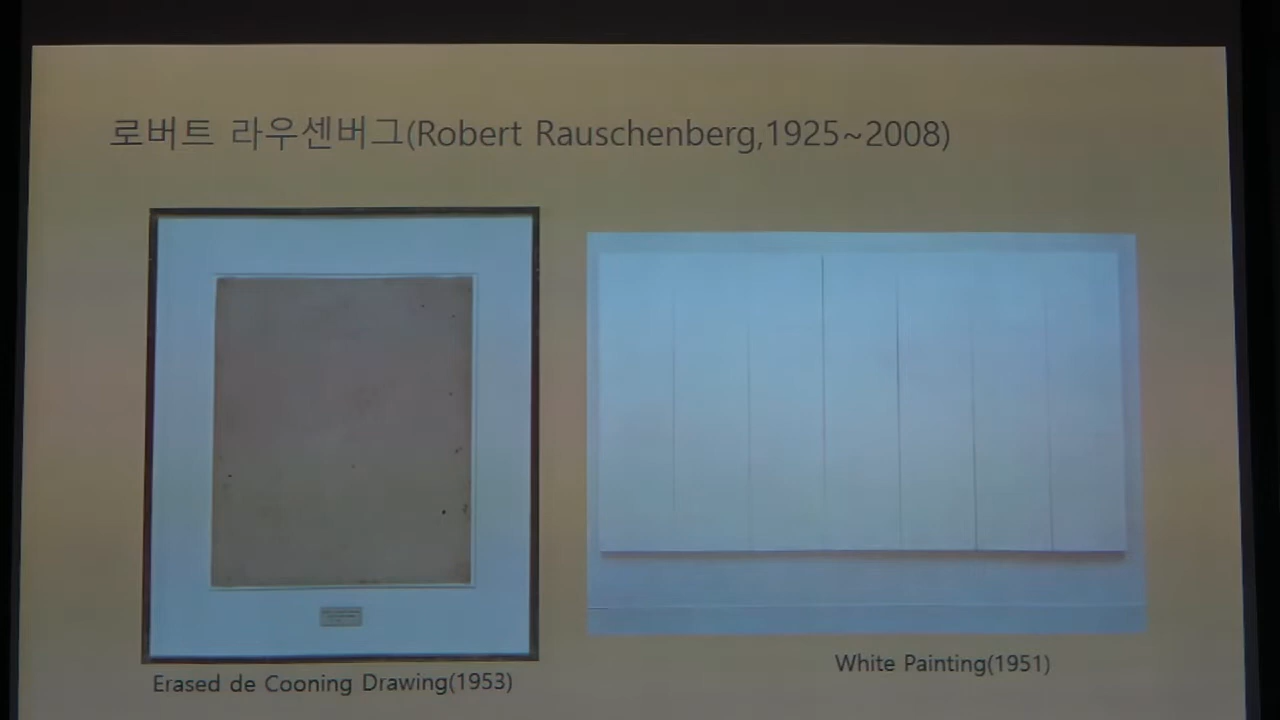 로버트 라우센버그(Robert Rauschenberg,1925~2008)
Erased de Cooning Drawing(1953)
White Painting(1951)